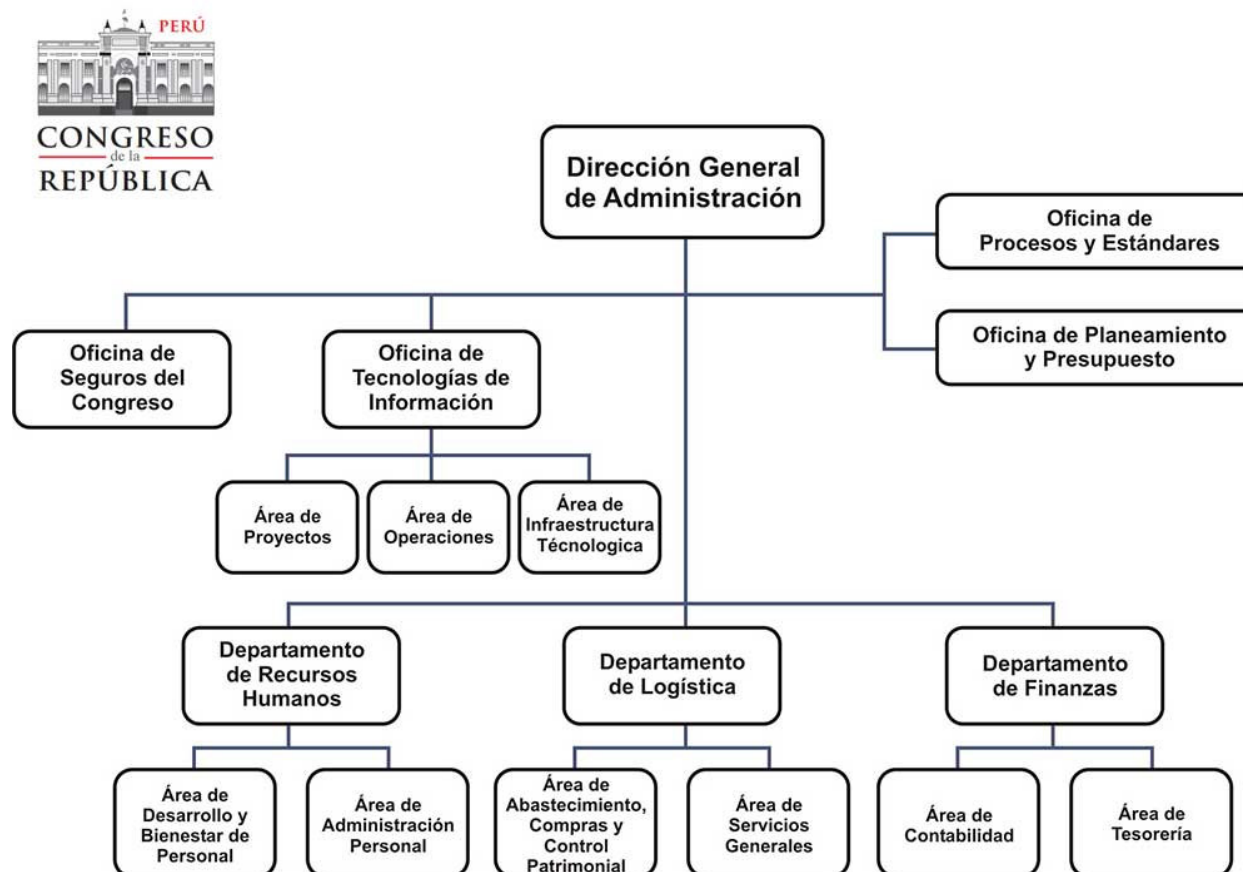 PERÚ
CONGRESO
de la
REPÚBLICA
Dirección General
de Administración
Oficina de
Procesos y Estándares
Oficina de Planeamiento
y Presupuesto
Oficina de
Seguros del
Congreso
Oficina de
Tecnologías de
Información
Área de
Proyectos
Área de
Operaciones
Área de
Infraestructura
Técnologica
Departamento
de Recursos
Humanos
Departamento
de Logística
Departamento
de Finanzas
Área de
Desarrollo y
Bienestar de
Personal
Área de
Administración
Personal
Área de
Abastecimiento,
Compras y
Control
Patrimonial
Área de
Servicios
Generales
Área de
Contabilidad
Área de
Tesorería